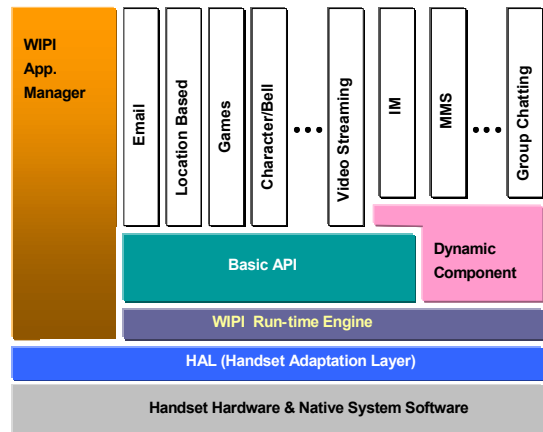 WIPI
App.
Manager
Email
Location Based
Games
Character/Bell
•••
Video Streaming
IM
MMS
•••
Group Chatting
Basic API
Dynamic
Component
WIPI Run-time Engine
HAL (Handset Adaptation Layer)
Handset Hardware & Native System Software